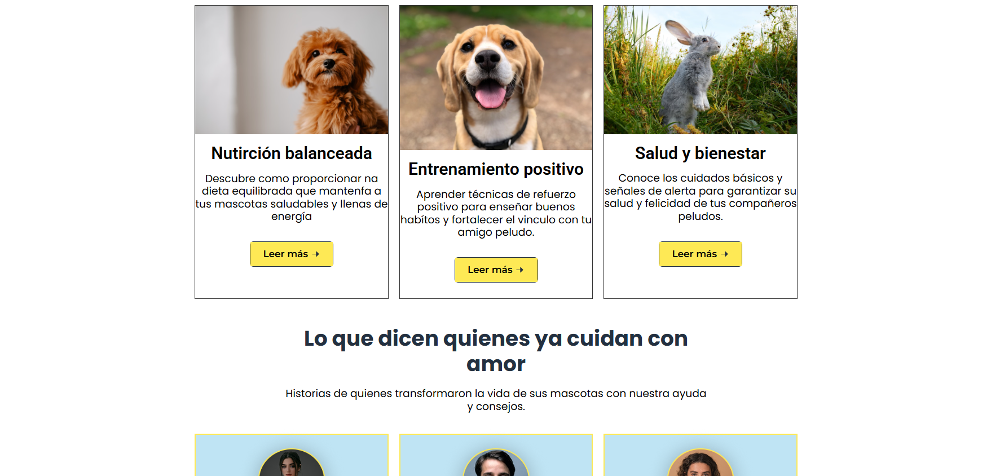 Nutirción balanceada
Descubre como proporcionar na
dieta equilibrada que mantenfa a
tus mascotas saludables y llenas de
energía
Leer más ➝
Entrenamiento positivo
Aprender técnicas de refuerzo
positivo para enseñar buenos
habítos y fortalecer el vinculo con tu
amigo peludo.
Leer más ➝
Salud y bienestar
Conoce los cuidados básicos y
señales de alerta para garantizar su
salud y felicidad de tus compañeros
peludos.
Leer más ➝
Lo que dicen quienes ya cuidan con
amor
Historias de quienes transformaron la vida de sus mascotas con nuestra ayuda
y consejos.